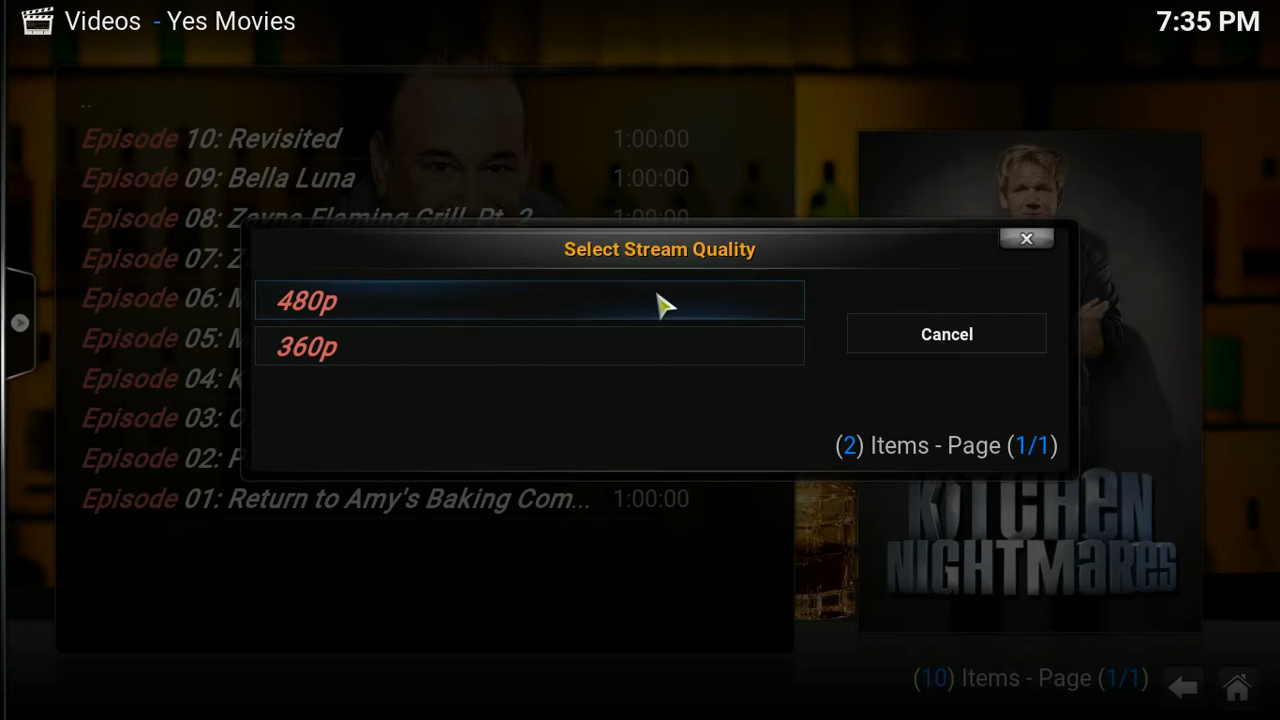 Videos - Yes Movies
7:35 PM
..
Episode 10: Revisited 1:00:00
Episode 09: Bella Luna 1:00:00
Episode 08: Zayna Flaming Grill, Pt. 2 1:00:00
Episode 07:
Episode 06: M
Episode 05: M
Episode 04: K
Episode 03:
Episode 02:
Episode 01: Return to Amy's Baking Com... 1:00:00
Select Stream Quality
x
480p
360p
Cancel
(2) Items - Page (1/1)
KITCHEN
NIGHTMARES
(10) Items - Page (1/1)